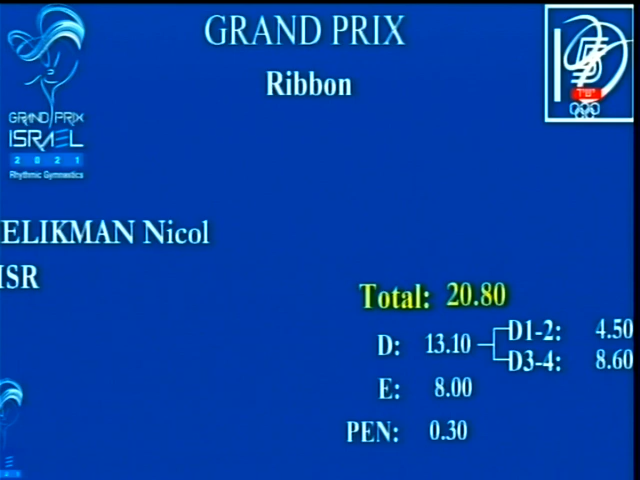 GRAND PRIX
Ribbon
GRAND PRIX
ISRAEL
2021
Rhythmic Gymnastics
ELIKMAN Nicol
ISR
Total: 20.80
D: 13.10
D1-2: 4.50
D3-4: 8.60
E: 8.00
PEN: 0.30